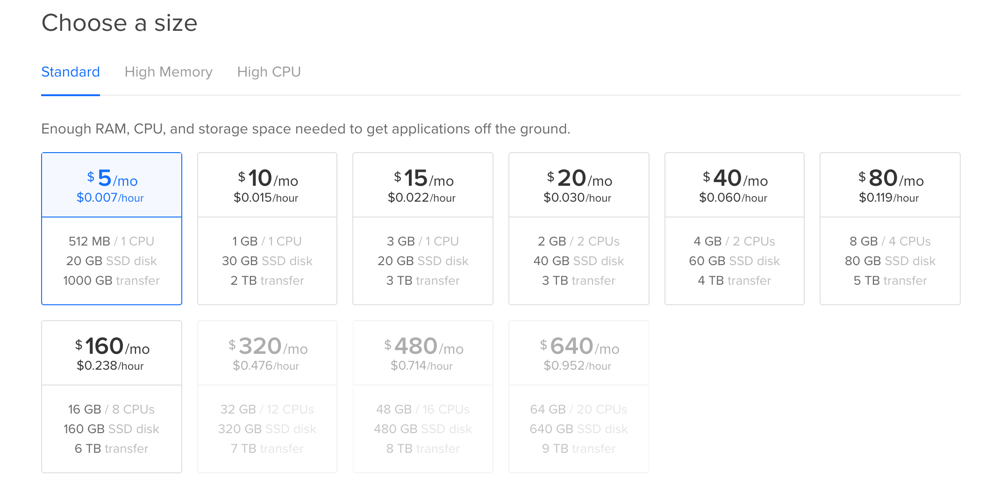 Choose a size
Standard High Memory High CPU
Enough RAM, CPU, and storage space needed to get applications off the ground.
$ 5/mo
$0.007/hour
512 MB / 1 CPU
20 GB SSD disk
1000 GB transfer
$ 10/mo
$0.015/hour
1 GB / 1 CPU
30 GB SSD disk
2 TB transfer
$ 15/mo
$0.022/hour
3 GB / 1 CPU
20 GB SSD disk
3 TB transfer
$ 20/mo
$0.030/hour
2 GB / 2 CPUs
40 GB SSD disk
3 TB transfer
$ 40/mo
$0.060/hour
4 GB / 2 CPUs
60 GB SSD disk
4 TB transfer
$ 80/mo
$0.119/hour
8 GB / 4 CPUs
80 GB SSD disk
5 TB transfer
$ 160/mo
$0.238/hour
16 GB / 8 CPUs
160 GB SSD disk
6 TB transfer
$ 320/mo
$0.476/hour
32 GB / 12 CPUs
320 GB SSD disk
7 TB transfer
$ 480/mo
$0.714/hour
48 GB / 16 CPUs
480 GB SSD disk
8 TB transfer
$ 640/mo
$0.952/hour
64 GB / 20 CPUs
640 GB SSD disk
9 TB transfer